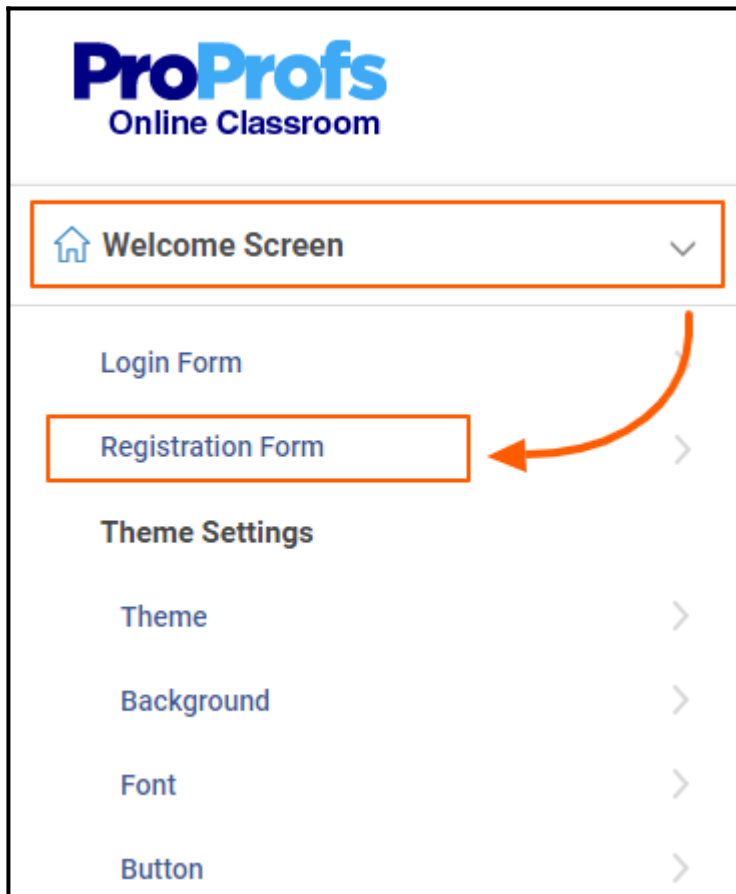 ProProfs
Online Classroom
Welcome Screen
Login Form
Registration Form
Theme Settings
Theme
Background
Font
Button